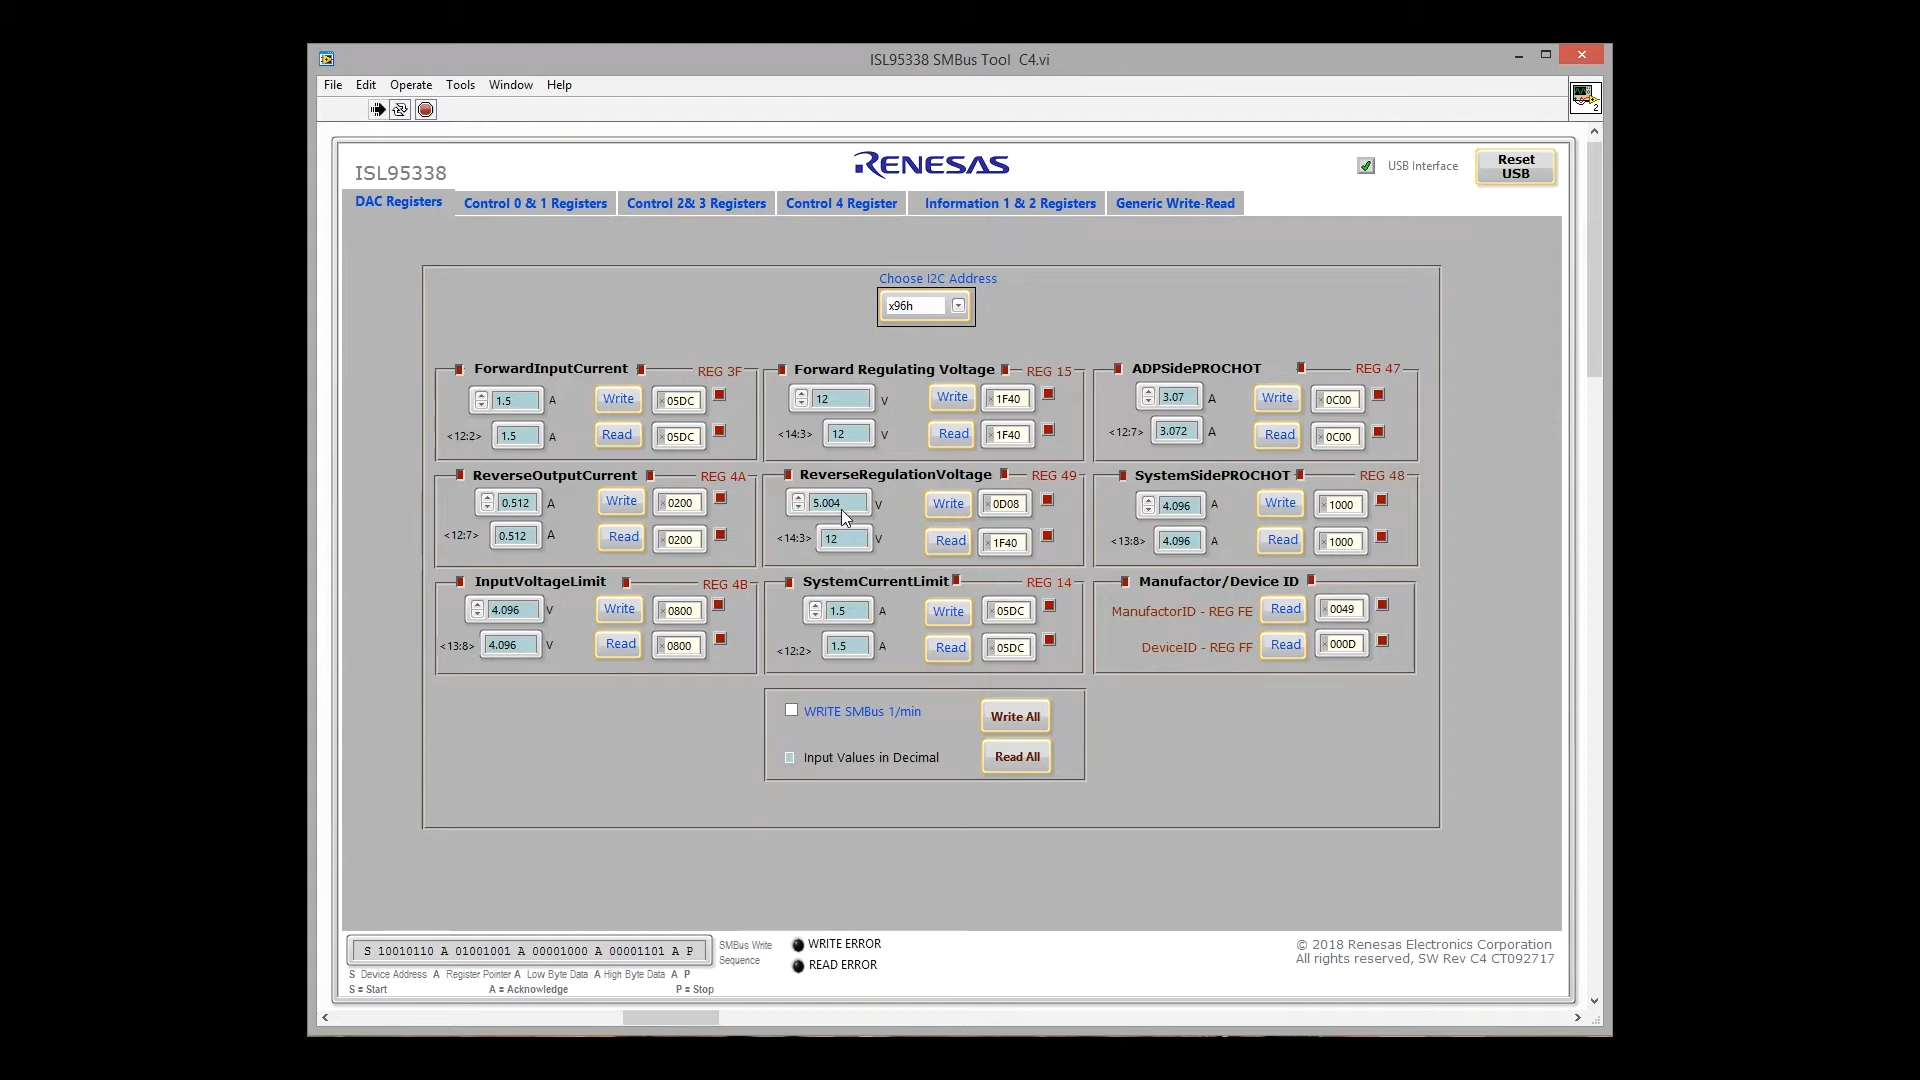 ISL95338 SMBus Tool C4.vi
File Edit Operate Tools Window Help
2
ISL95338
RENESAS
USB Interface
Reset
USB
DAC Registers
Control 0 & 1 Registers
Control 2& 3 Registers
Control 4 Register
Information 1 & 2 Registers
Generic Write-Read
Choose I2C Address
x96h
ForwardInputCurrent REG 3F
1.5 A Write x 05DC
<12:2> 1.5 A Read x 05DC
Forward Regulating Voltage REG 15
12 V Write x 1F40
<14:3> 12 V Read x 1F40
ADPSidePROCHOT REG 47
3.07 A Write x 0C00
<12:7> 3.072 A Read x 0C00
ReverseOutputCurrent REG 4A
0.512 A Write x 0200
<12:7> 0.512 A Read x 0200
ReverseRegulationVoltage REG 49
5.004 V Write x 0D08
<14:3> 12 V Read x 1F40
SystemSidePROCHOT REG 48
4.096 A Write x 1000
<13:8> 4.096 A Read x 1000
InputVoltageLimit REG 4B
4.096 V Write x 0800
<13:8> 4.096 V Read x 0800
SystemCurrentLimit REG 14
1.5 A Write x 05DC
<12:2> 1.5 A Read x 05DC
Manufactor/Device ID
ManufactorID - REG FE Read x 0049
DeviceID - REG FF Read x 000D
WRITE SMBus 1/min Write All
Input Values in Decimal Read All
S 10010110 A 01001001 A 00001000 A 00001101 A P
SMBus Write
Sequence
S Device Address A Register Pointer A Low Byte Data A High Byte Data A P
S = Start A = Acknowledge P = Stop
WRITE ERROR
READ ERROR
© 2018 Renesas Electronics Corporation
All rights reserved, SW Rev C4 CT092717